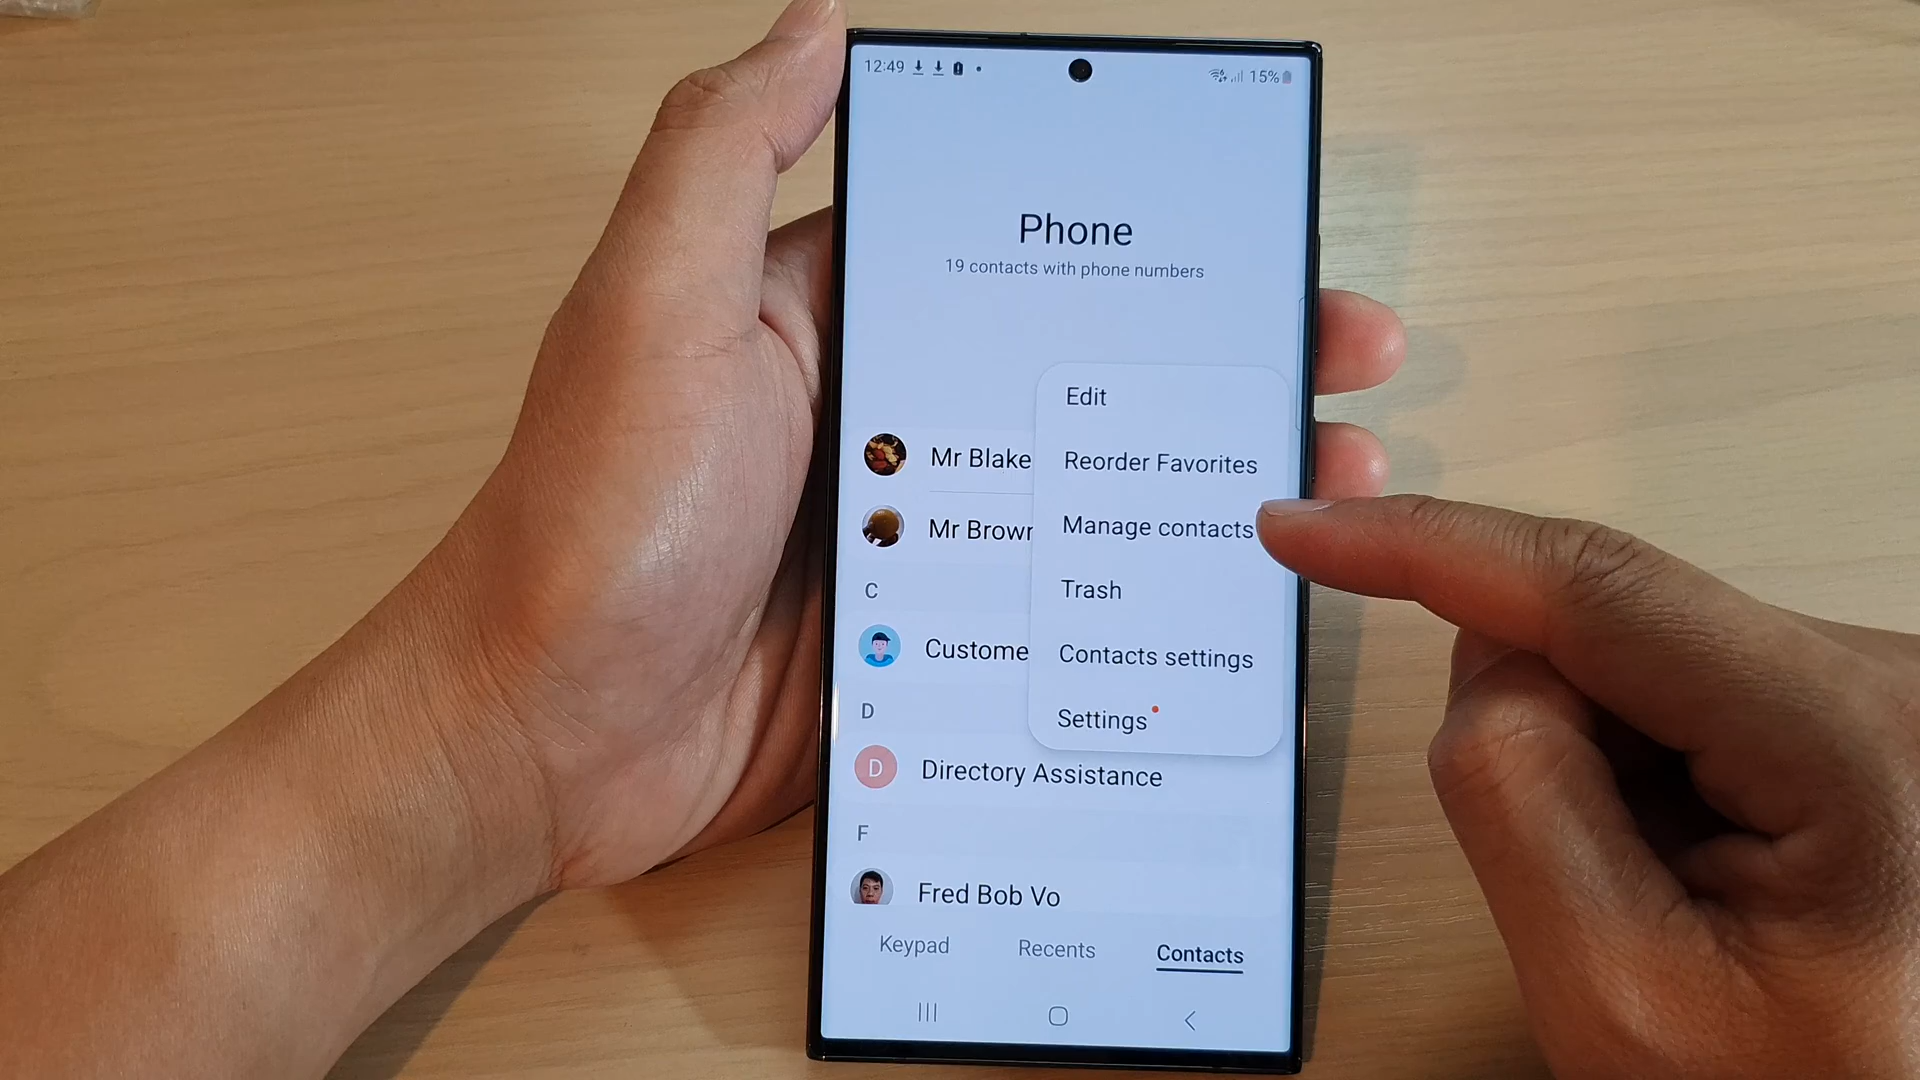 12:49
15%
Phone
19 contacts with phone numbers
Edit
Reorder Favorites
Mr Blake
Manage contacts
Mr Brown
C
Trash
Custome
Contacts settings
D
Settings
D Directory Assistance
F
Fred Bob Vo
Keypad Recents Contacts